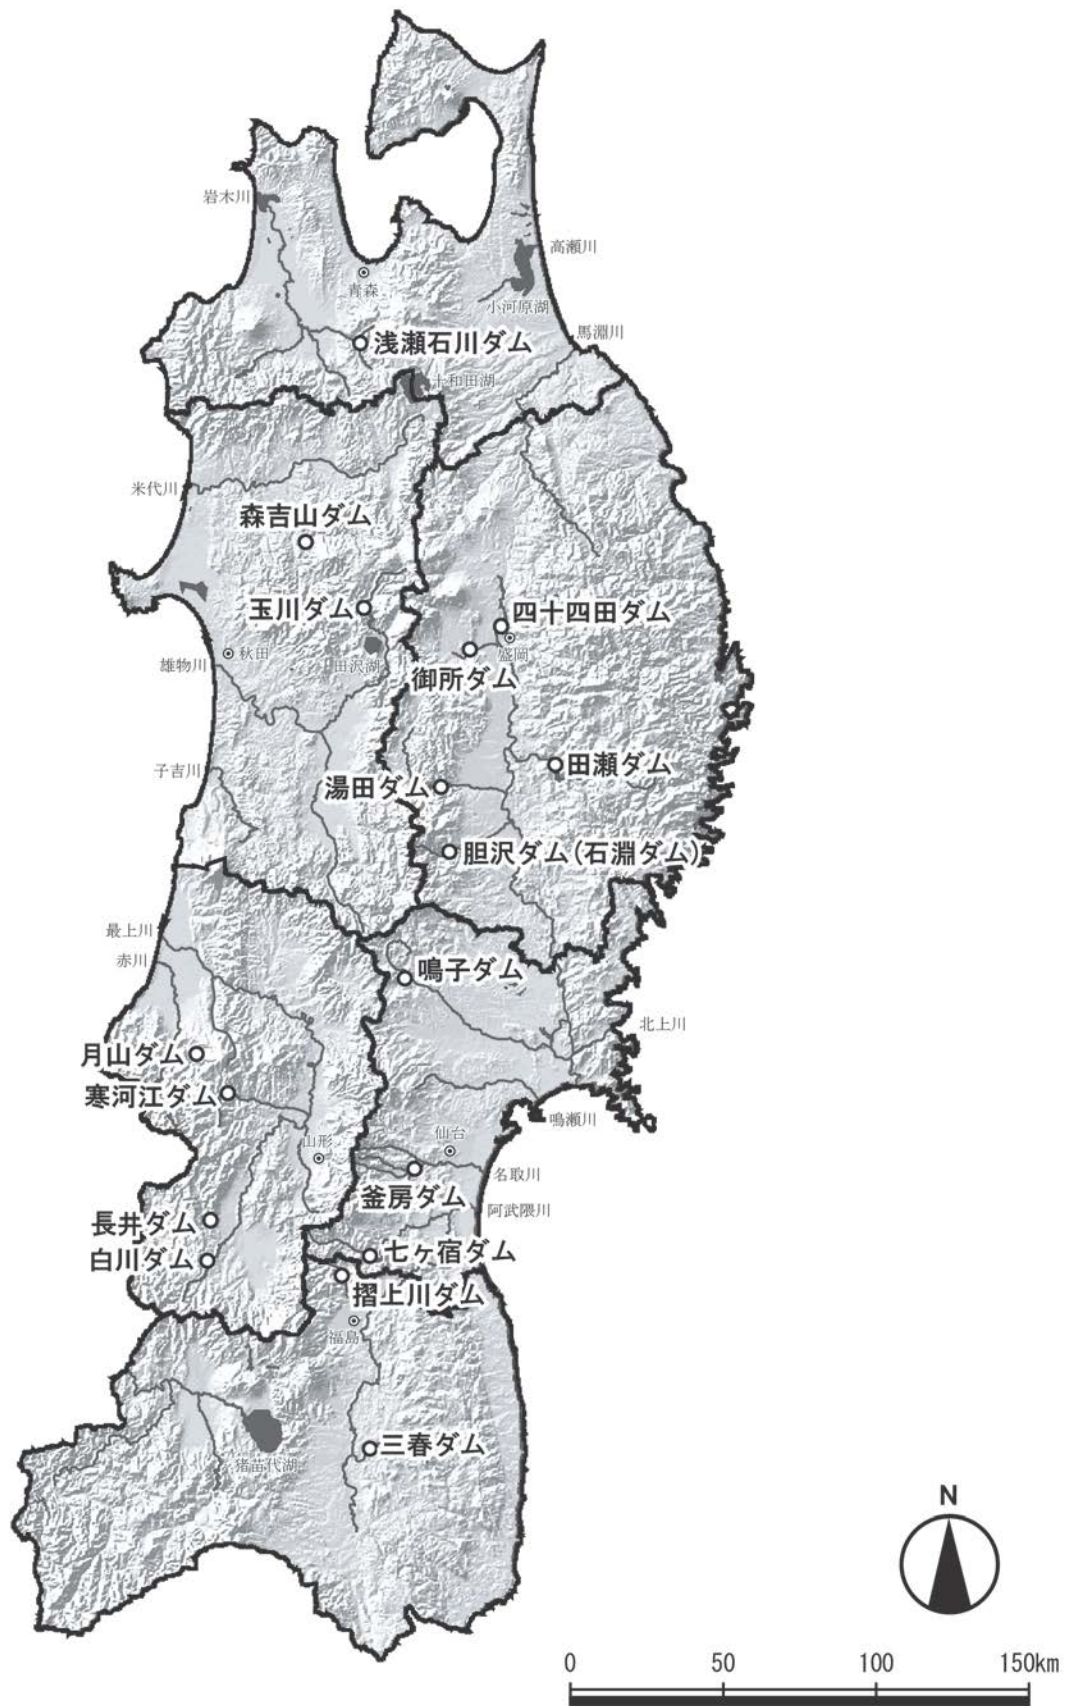 岩木川
高瀬川
青森
小河原湖
馬淵川
浅瀬石川ダム
十和田湖
米代川
森吉山ダム
玉川ダム
四十四田ダム
盛岡
秋田
田沢湖
雄物川
御所ダム
田瀬ダム
子吉川
湯田ダム
胆沢ダム(石淵ダム)
最上川
赤川
鳴子ダム
北上川
月山ダム
寒河江ダム
鳴瀬川
仙台
山形
名取川
釜房ダム
阿武隈川
長井ダム
七ヶ宿ダム
白川ダム
摺上川ダム
福島
三春ダム
猪苗代湖
N
0 50 100 150km